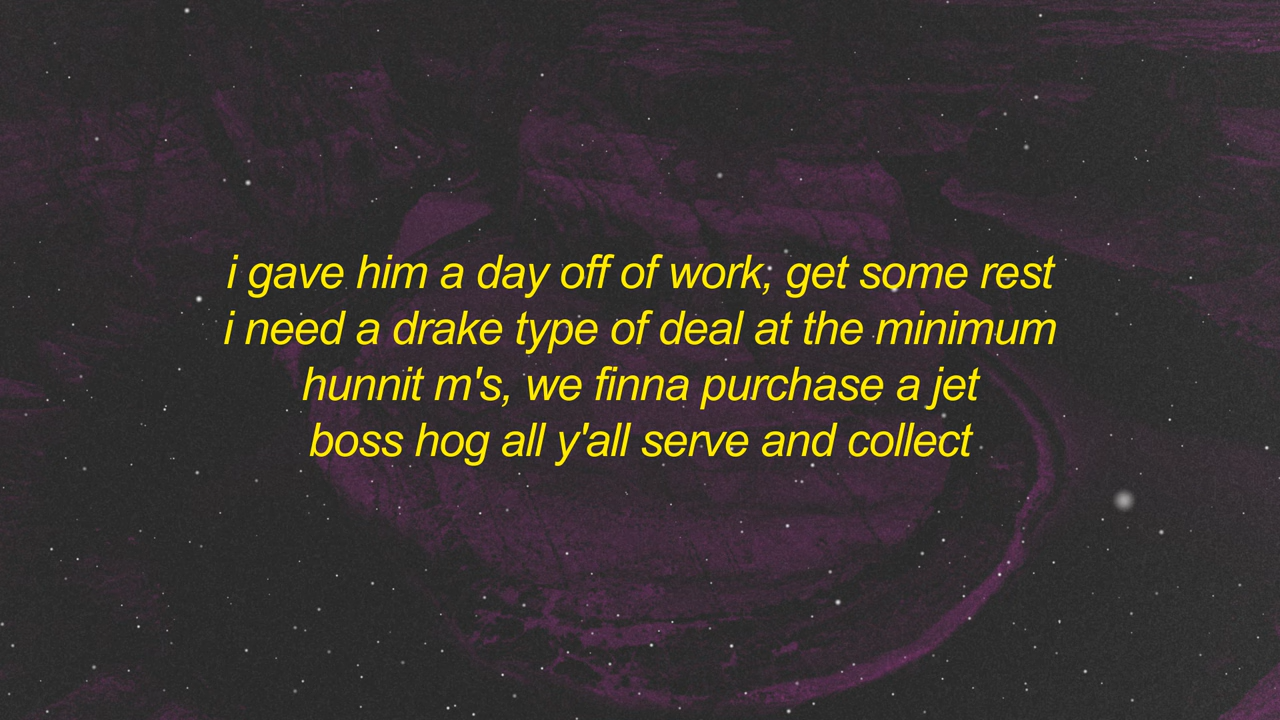 i gave him a day off of work, get some rest
i need a drake type of deal at the minimum
hunnit m's, we finna purchase a jet
boss hog all y'all serve and collect